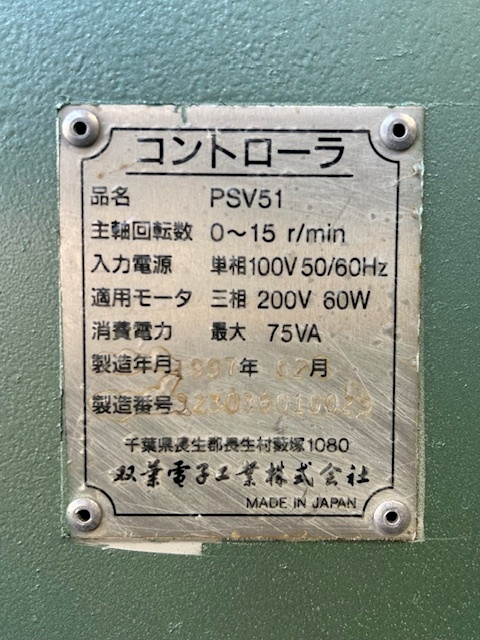 コントローラ
品名 PSV51
主軸回転数 0～15 r/min
入力電源 単相100V 50/60Hz
適用モータ 三相 200V 60W
消費電力 最大 75VA
製造年月 1997年 02月
製造番号
千葉県長生郡長生村藪塚1080
双葉電子工業株式会社
MADE IN JAPAN